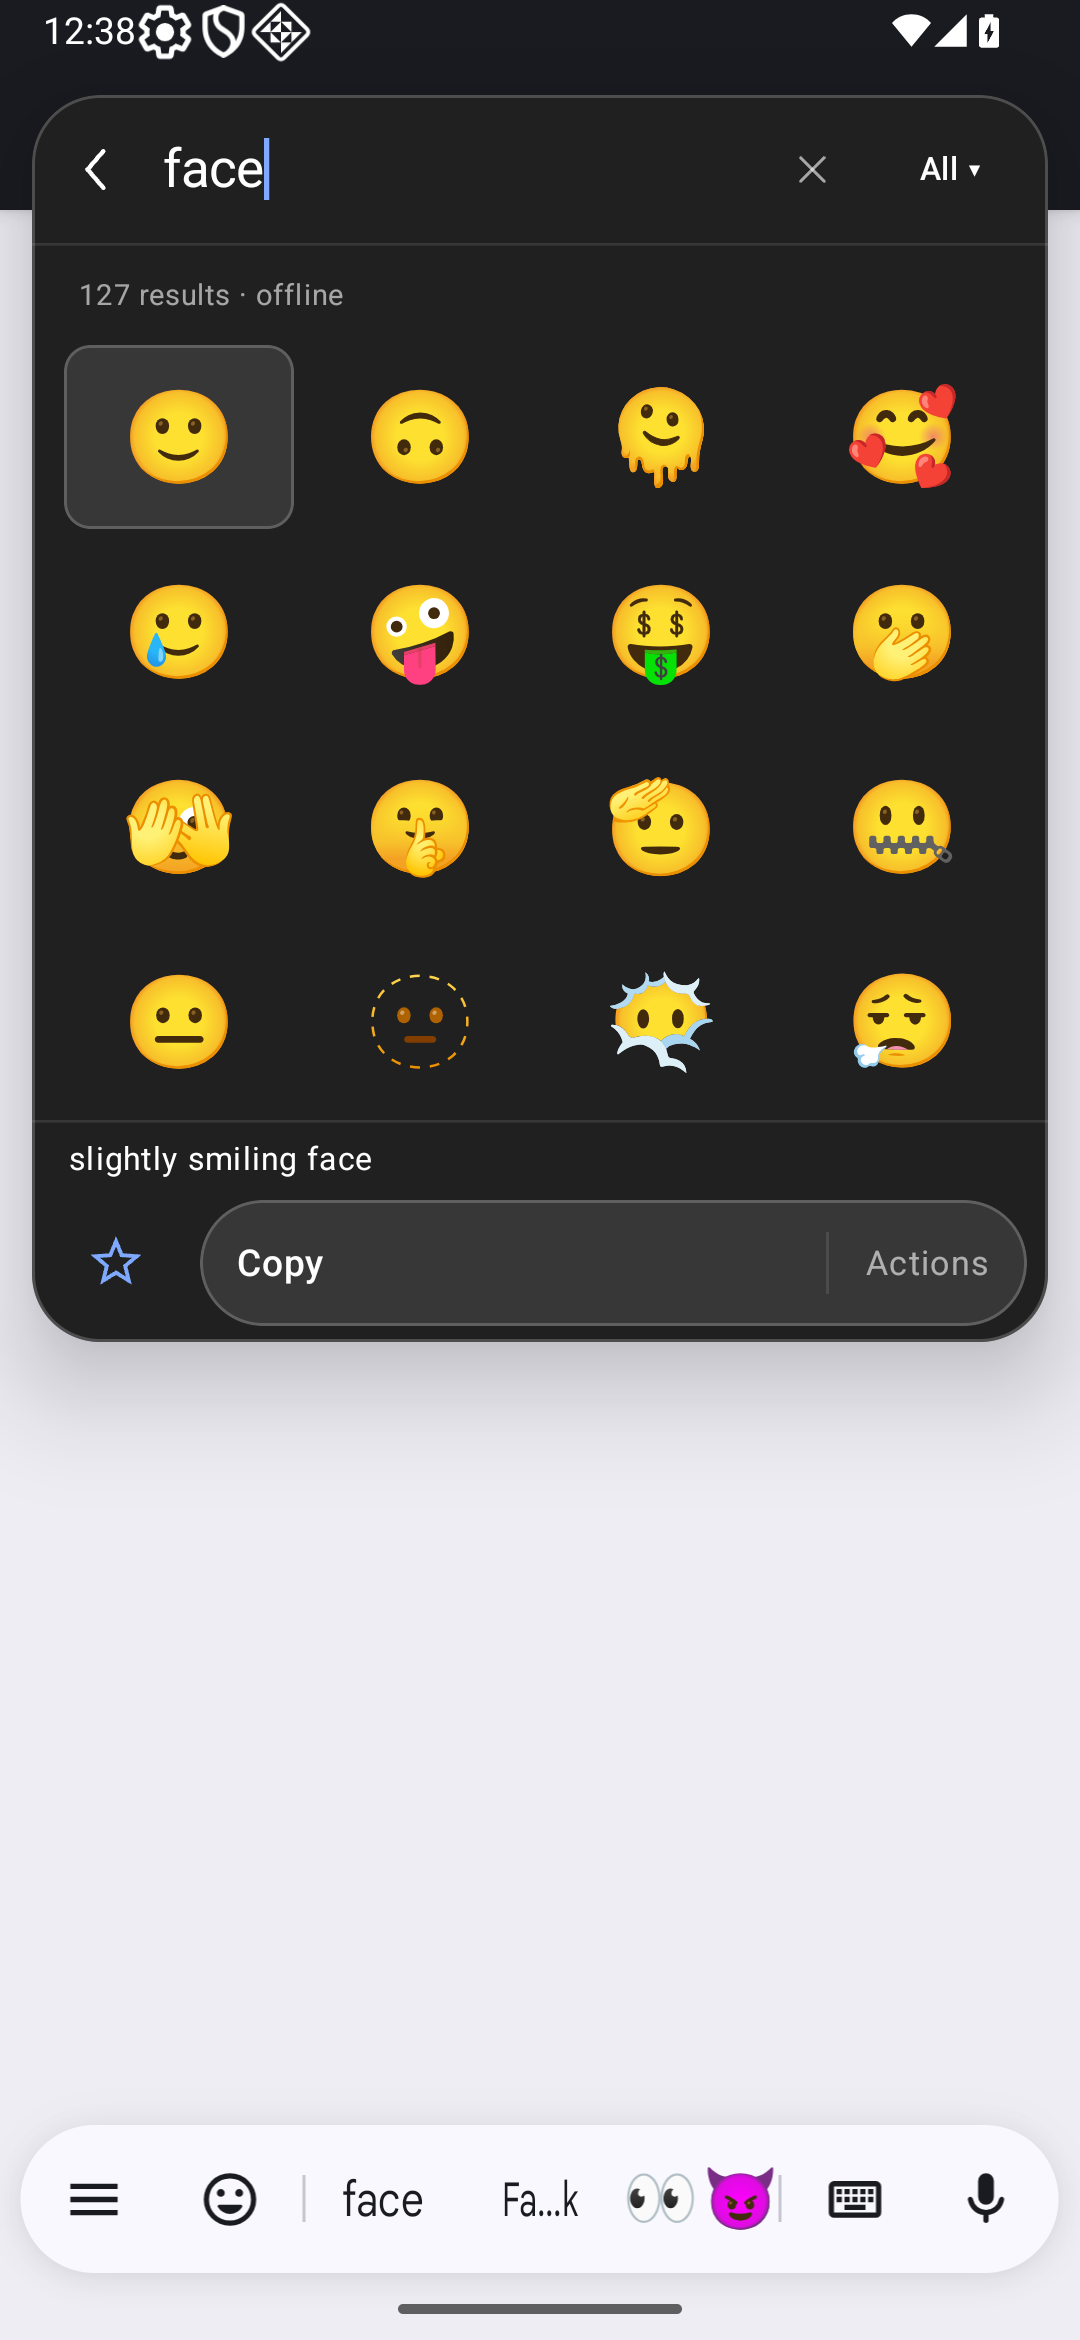 12:38
face
All ▾
127 results · offline
slightly smiling face
Copy
Actions
face
Fa...k